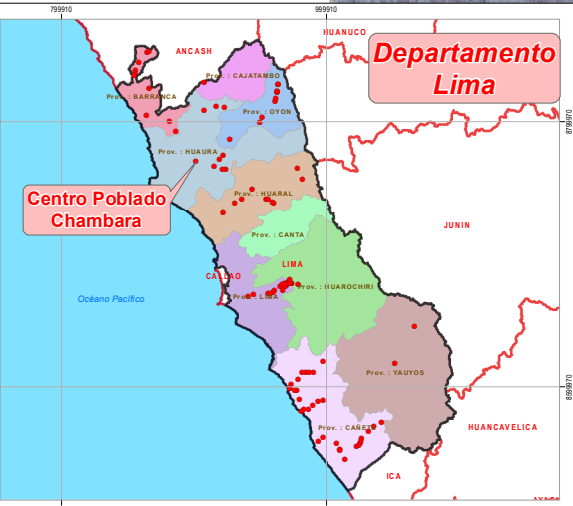 799910
999910
HUANUCO
Departamento
Lima
ANCASH
Prov. : CAJATAMBO
Prov. : BARRANCA
Prov. : OYON
8799970
Prov. : HUAURA
Centro Poblado
Chambara
Prov. : HUARAL
JUNIN
Prov. : CANTA
LIMA
CALLAO
Prov. : HUAROCHIRI
Prov. : LIMA
Océano Pacífico
Prov. : YAUYOS
8599970
Prov. : CAÑETE
HUANCAVELICA
ICA